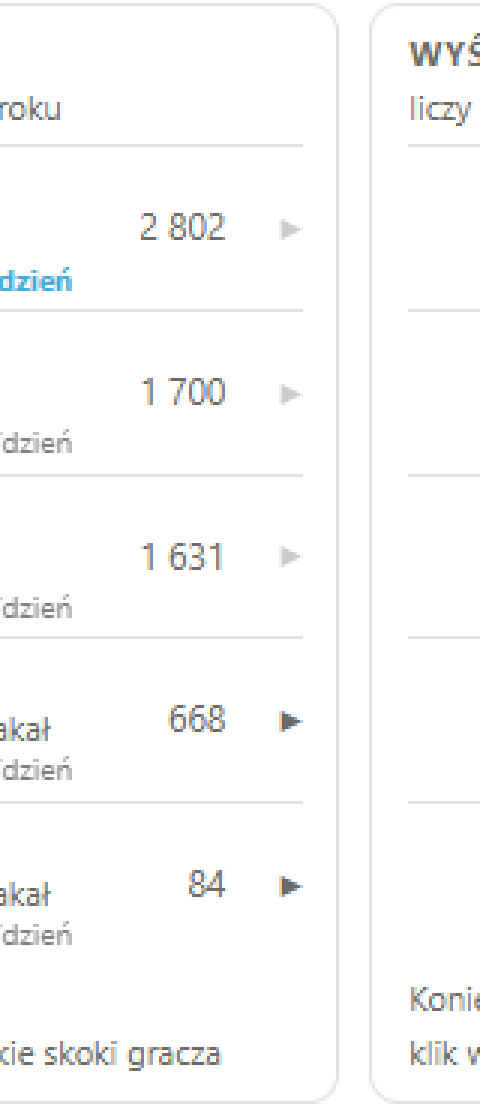 roku
2 802 ►
dzień
1 700 ►
/dzień
1 631 ►
/dzień
akał 668 ►
/dzień
akał 84 ►
/dzień
kie skoki gracza
WYŚ
liczy
Konie
klik w